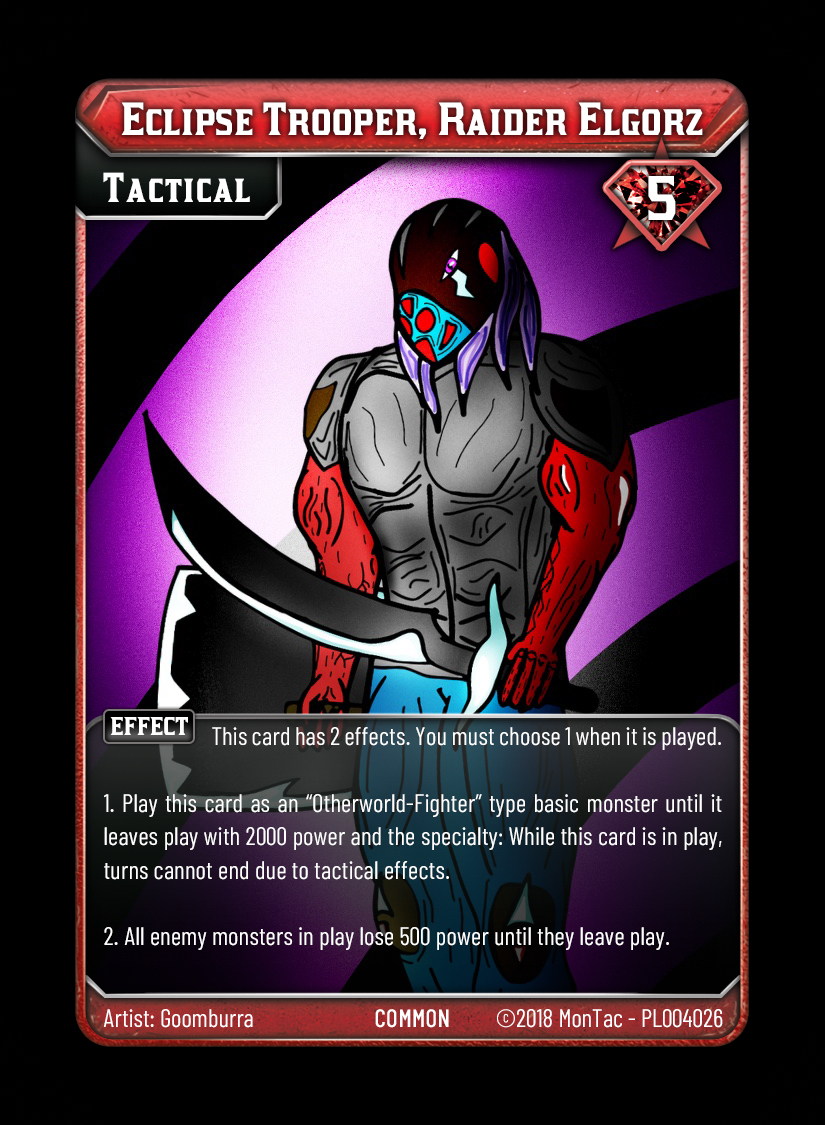 Eclipse Trooper, Raider Elgorz
Tactical
5
EFFECT
This card has 2 effects. You must choose 1 when it is played.
1. Play this card as an “Otherworld-Fighter” type basic monster until it
leaves play with 2000 power and the specialty: While this card is in play,
turns cannot end due to tactical effects.
2. All enemy monsters in play lose 500 power until they leave play.
Artist: Goomburra COMMON ©2018 MonTac - PL004026